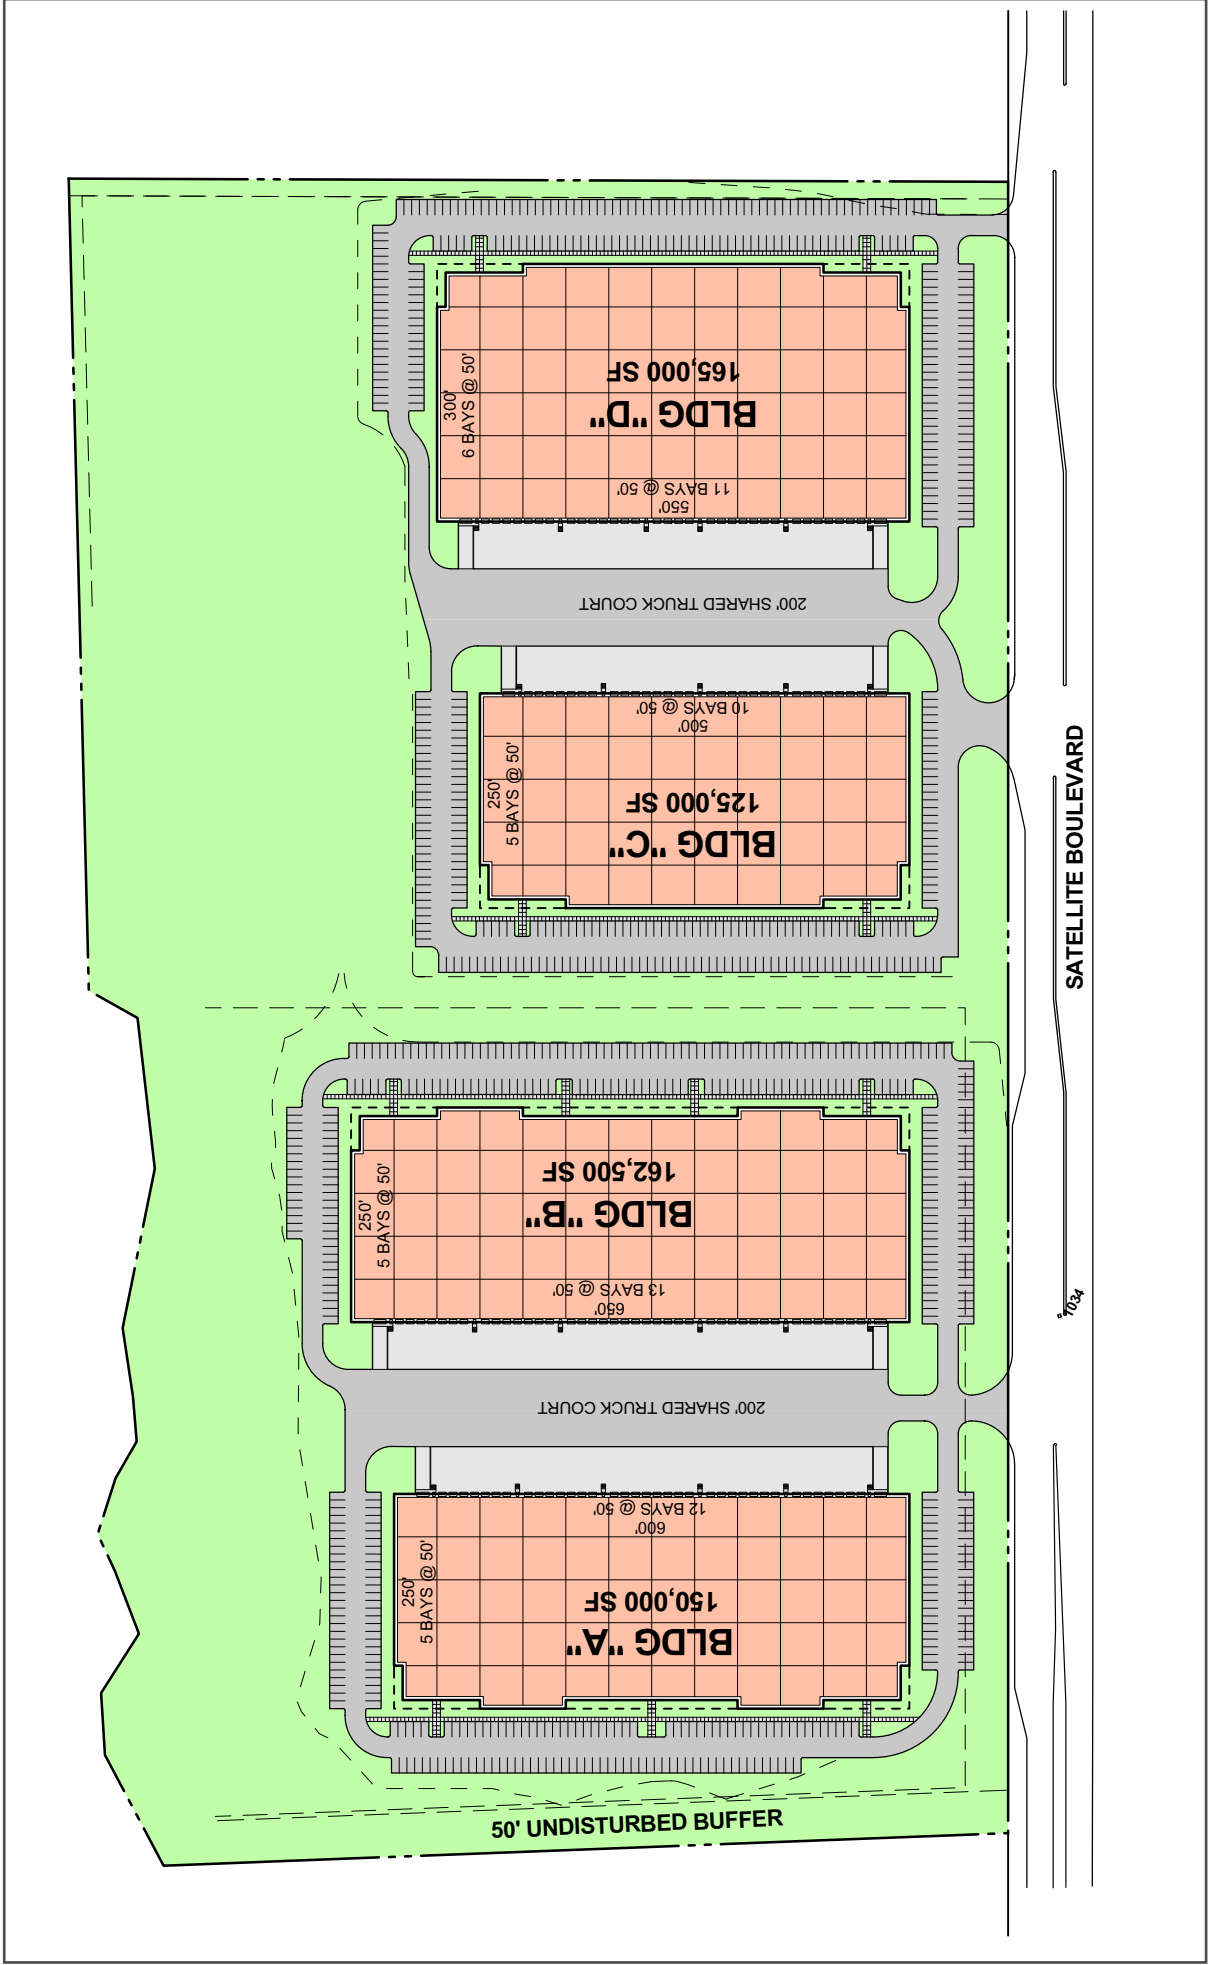 300'
6 BAYS @ 50'
BLDG "D"
165,000 SF
550'
11 BAYS @ 50'
200' SHARED TRUCK COURT
500'
10 BAYS @ 50'
250'
5 BAYS @ 50'
BLDG "C"
125,000 SF
SATELLITE BOULEVARD
250'
5 BAYS @ 50'
BLDG "B"
162,500 SF
650'
13 BAYS @ 50'
1034
200' SHARED TRUCK COURT
600'
12 BAYS @ 50'
250'
5 BAYS @ 50'
BLDG "A"
150,000 SF
50' UNDISTURBED BUFFER